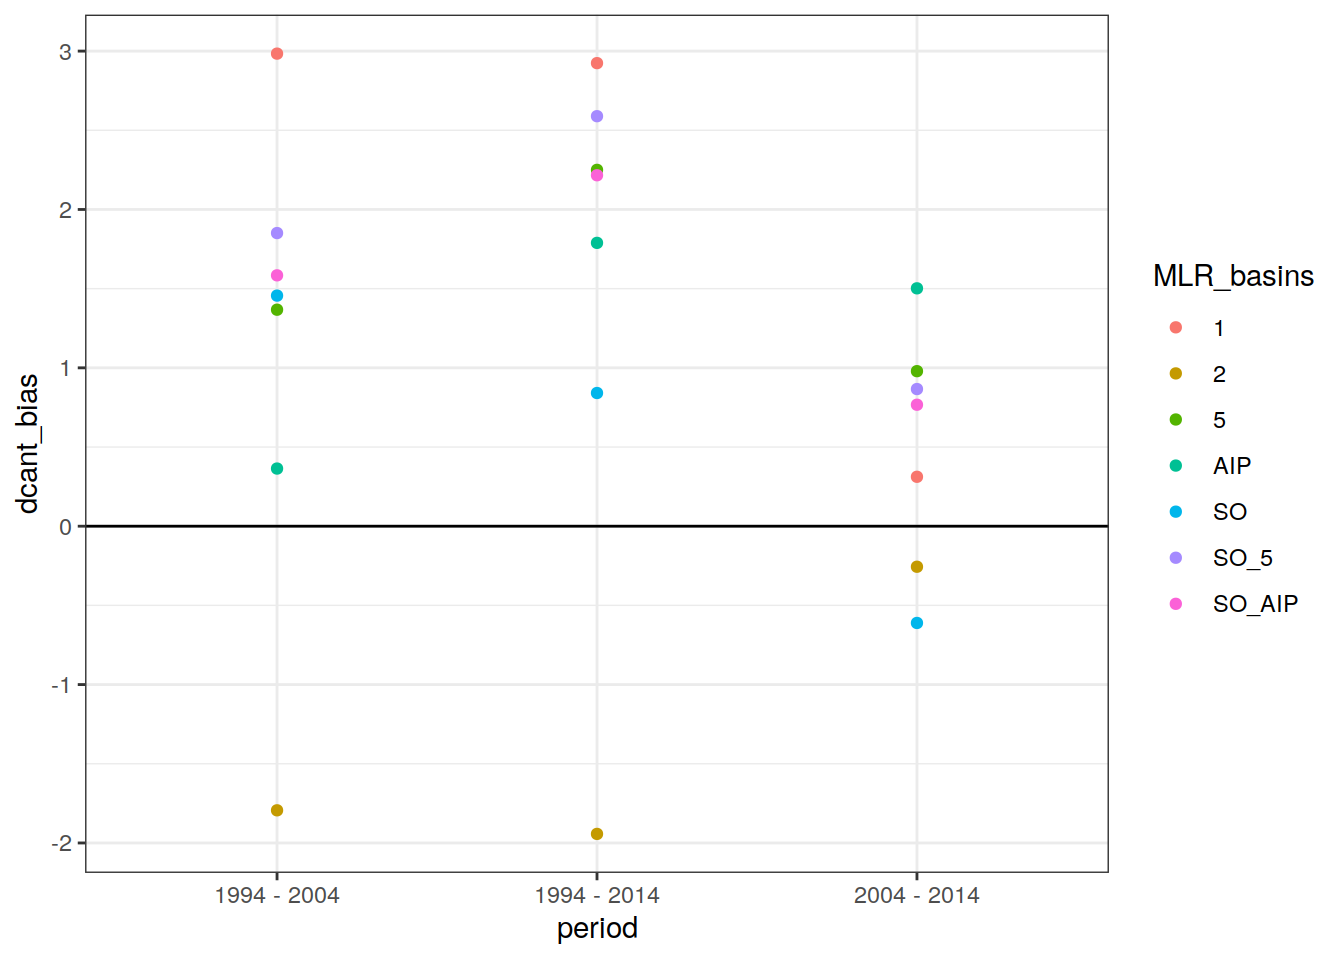 3
2
1
0
-1
-2
dcant_bias
1994 - 2004
1994 - 2014
2004 - 2014
period
MLR_basins
1
2
5
AIP
SO
SO_5
SO_AIP